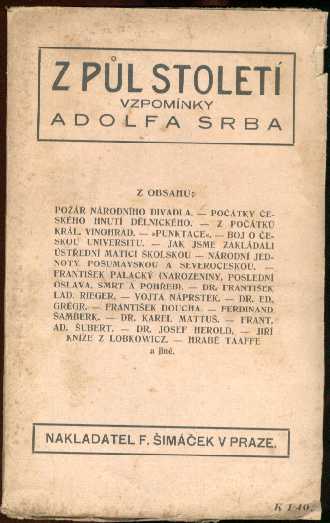 Z PŮL STOLETÍ
VZPOMÍNKY
ADOLFA SRBA
Z OBSAHU:
POŽÁR NÁRODNÍHO DIVADLA. — POČÁTKY ČE-
SKÉHO HNUTÍ DĚLNICKÉHO. — Z POČÁTKŮ
KRÁL. VINOHRAD. — »PUNKTACE«. — BOJ O ČE-
SKOU UNIVERSITU. — JAK JSME ZAKLÁDALI
ÚSTŘEDNÍ MATICI ŠKOLSKOU — NÁRODNÍ JED-
NOTY. POŠUMAVSKOU A SEVEROČESKOU. —
FRANTIŠEK PALACKÝ (NAROZENINY, POSLEDNÍ
OSLAVA, SMRT A POHŘEB). — DR. FRANTIŠEK
LAD. RIEGER. — VOJTA NÁPRSTEK. — DR. ED.
GRÉGR. — FRANTIŠEK DOUCHA. — FERDINAND
ŠAMBERK. — DR. KAREL MATTUŠ. — FRANT.
AD. ŠUBERT. — DR. JOSEF HEROLD. — JIŘÍ
KNÍŽE Z LOBKOWICZ. — HRABĚ TAAFFE
a jiné.
NAKLADATEL F. ŠIMÁČEK V PRAZE.
K 1·40.